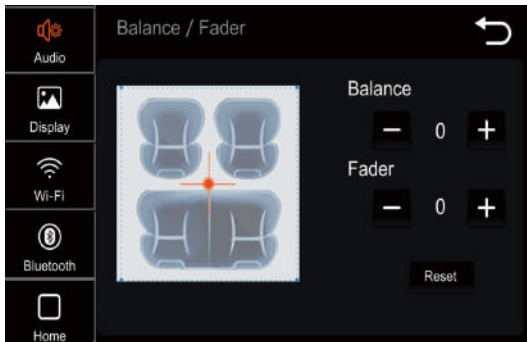 Balance / Fader
Audio
Display
Wi-Fi
Bluetooth
Home
Balance
0
Fader
0
Reset